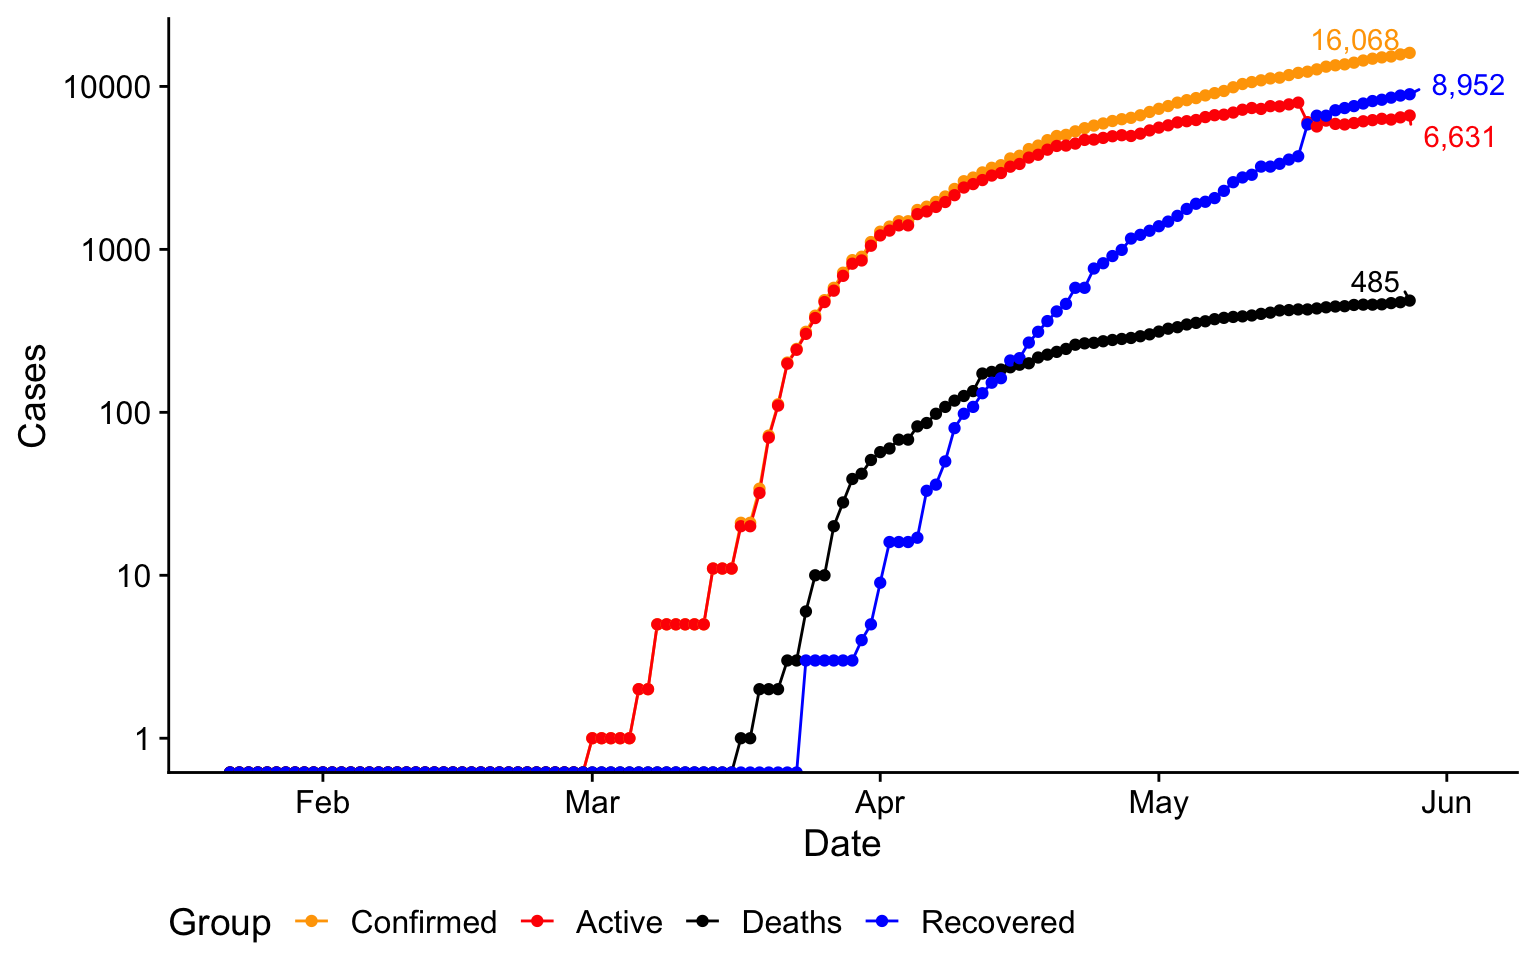 16,068
10000
8,952
6,631
1000
485
Cases
100
10
1
Feb Mar Apr May Jun
Date
Group Confirmed Active Deaths Recovered